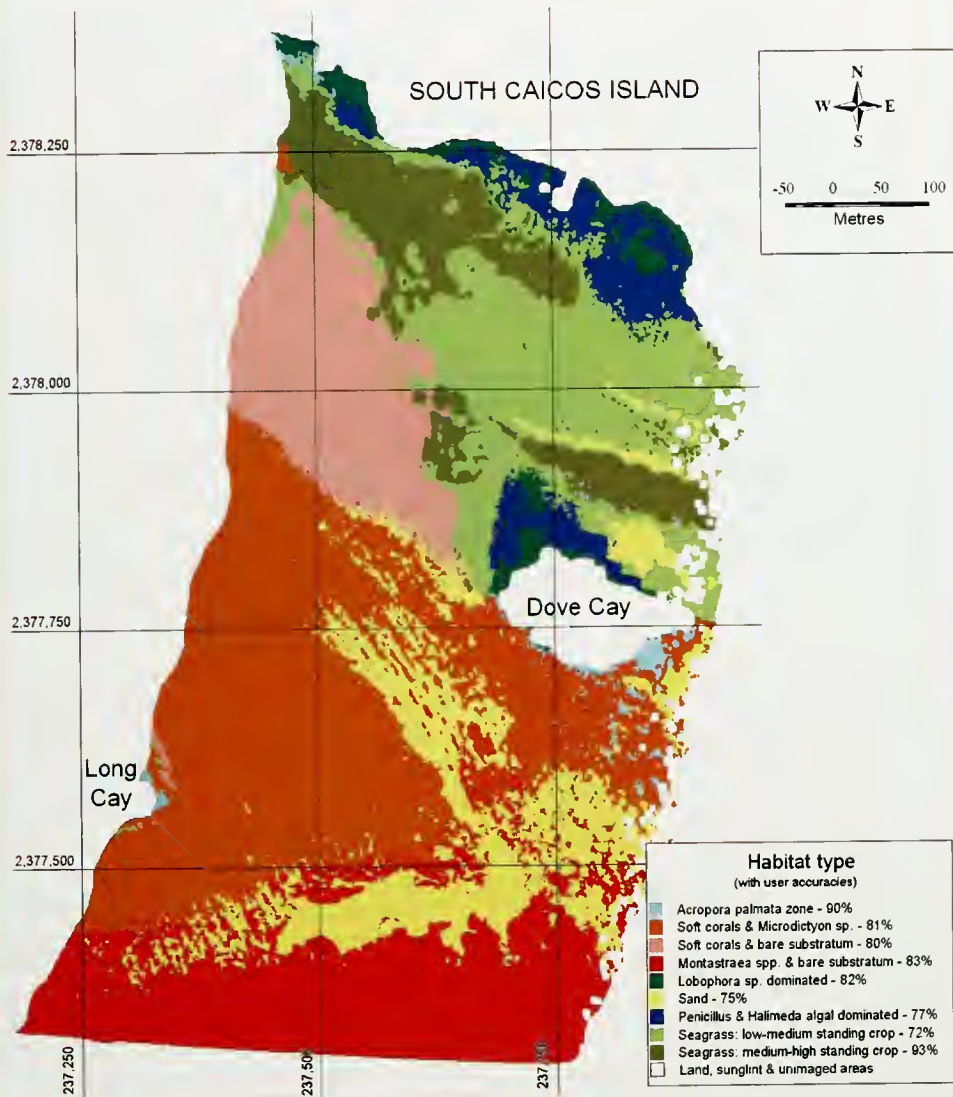 SOUTH CAICOS ISLAND
N
W E
S
-50 0 50 100
Metres
2,378,250
2,378,000
2,377,750
2,377,500
Dove Cay
Long
Cay
237,250
237,500
Habitat type
(with user accuracies)
Acropora palmata zone - 90%
Soft corals & Microdictyon sp. - 81%
Soft corals & bare substratum - 80%
Montastraea spp. & bare substratum - 83%
Lobophora sp. dominated - 82%
Sand - 75%
Penicillus & Halimeda algal dominated - 77%
Seagrass: low-medium standing crop - 72%
Seagrass: medium-high standing crop - 93%
Land, sunglint & unimaged areas